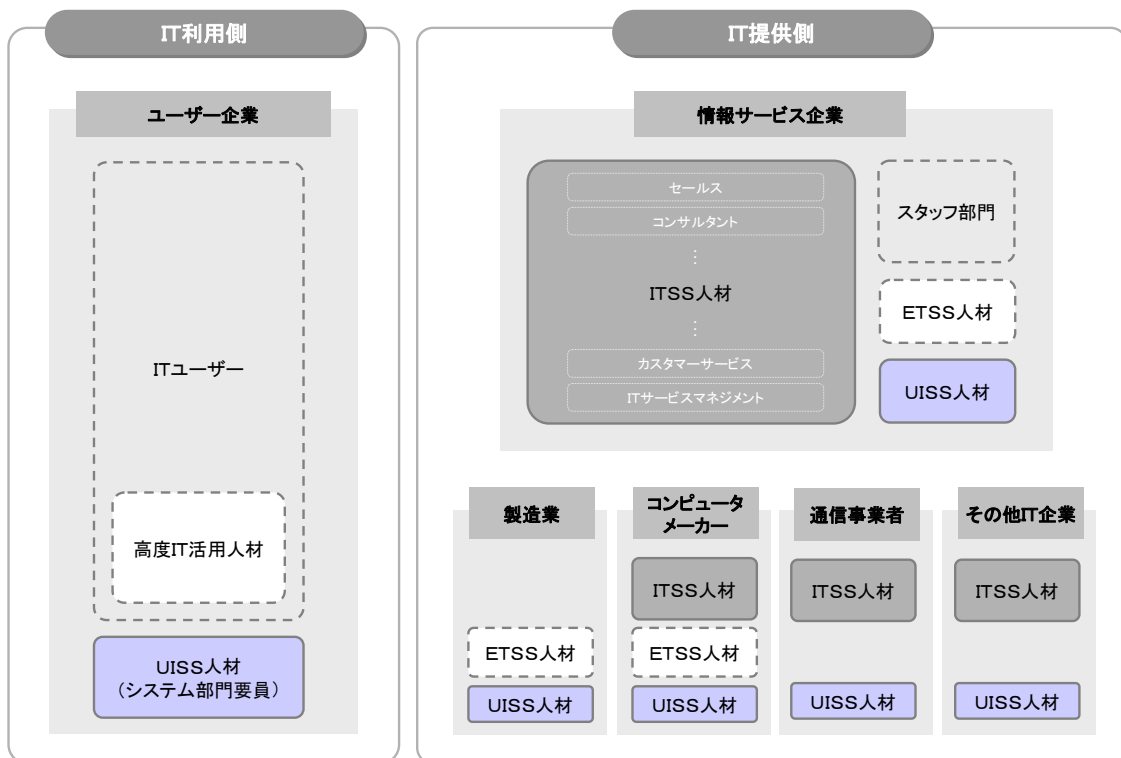 IT利用側
ユーザー企業
ITユーザー
高度IT活用人材
UISS人材
（システム部門要員）
IT提供側
情報サービス企業
セールス
コンサルタント
⋮
ITSS人材
⋮
カスタマーサービス
ITサービスマネジメント
スタッフ部門
ETSS人材
UISS人材
製造業
ETSS人材
UISS人材
コンピュータ
メーカー
ITSS人材
ETSS人材
UISS人材
通信事業者
ITSS人材
UISS人材
その他IT企業
ITSS人材
UISS人材